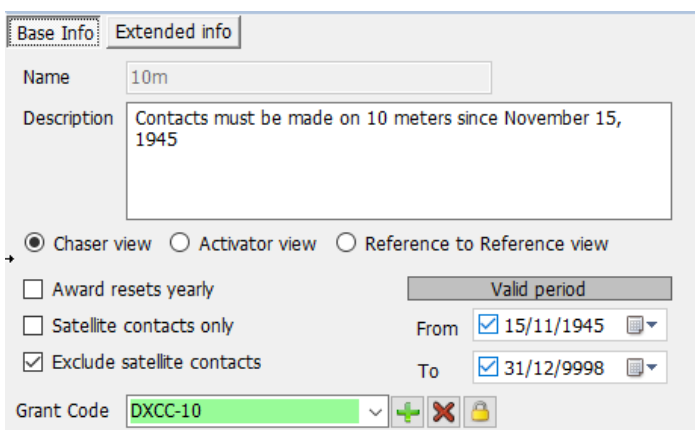 Base Info Extended info
Name 10m
Description Contacts must be made on 10 meters since November 15,
1945
Chaser view Activator view Reference to Reference view
Award resets yearly Valid period
Satellite contacts only From 15/11/1945
Exclude satellite contacts To 31/12/9998
Grant Code DXCC-10